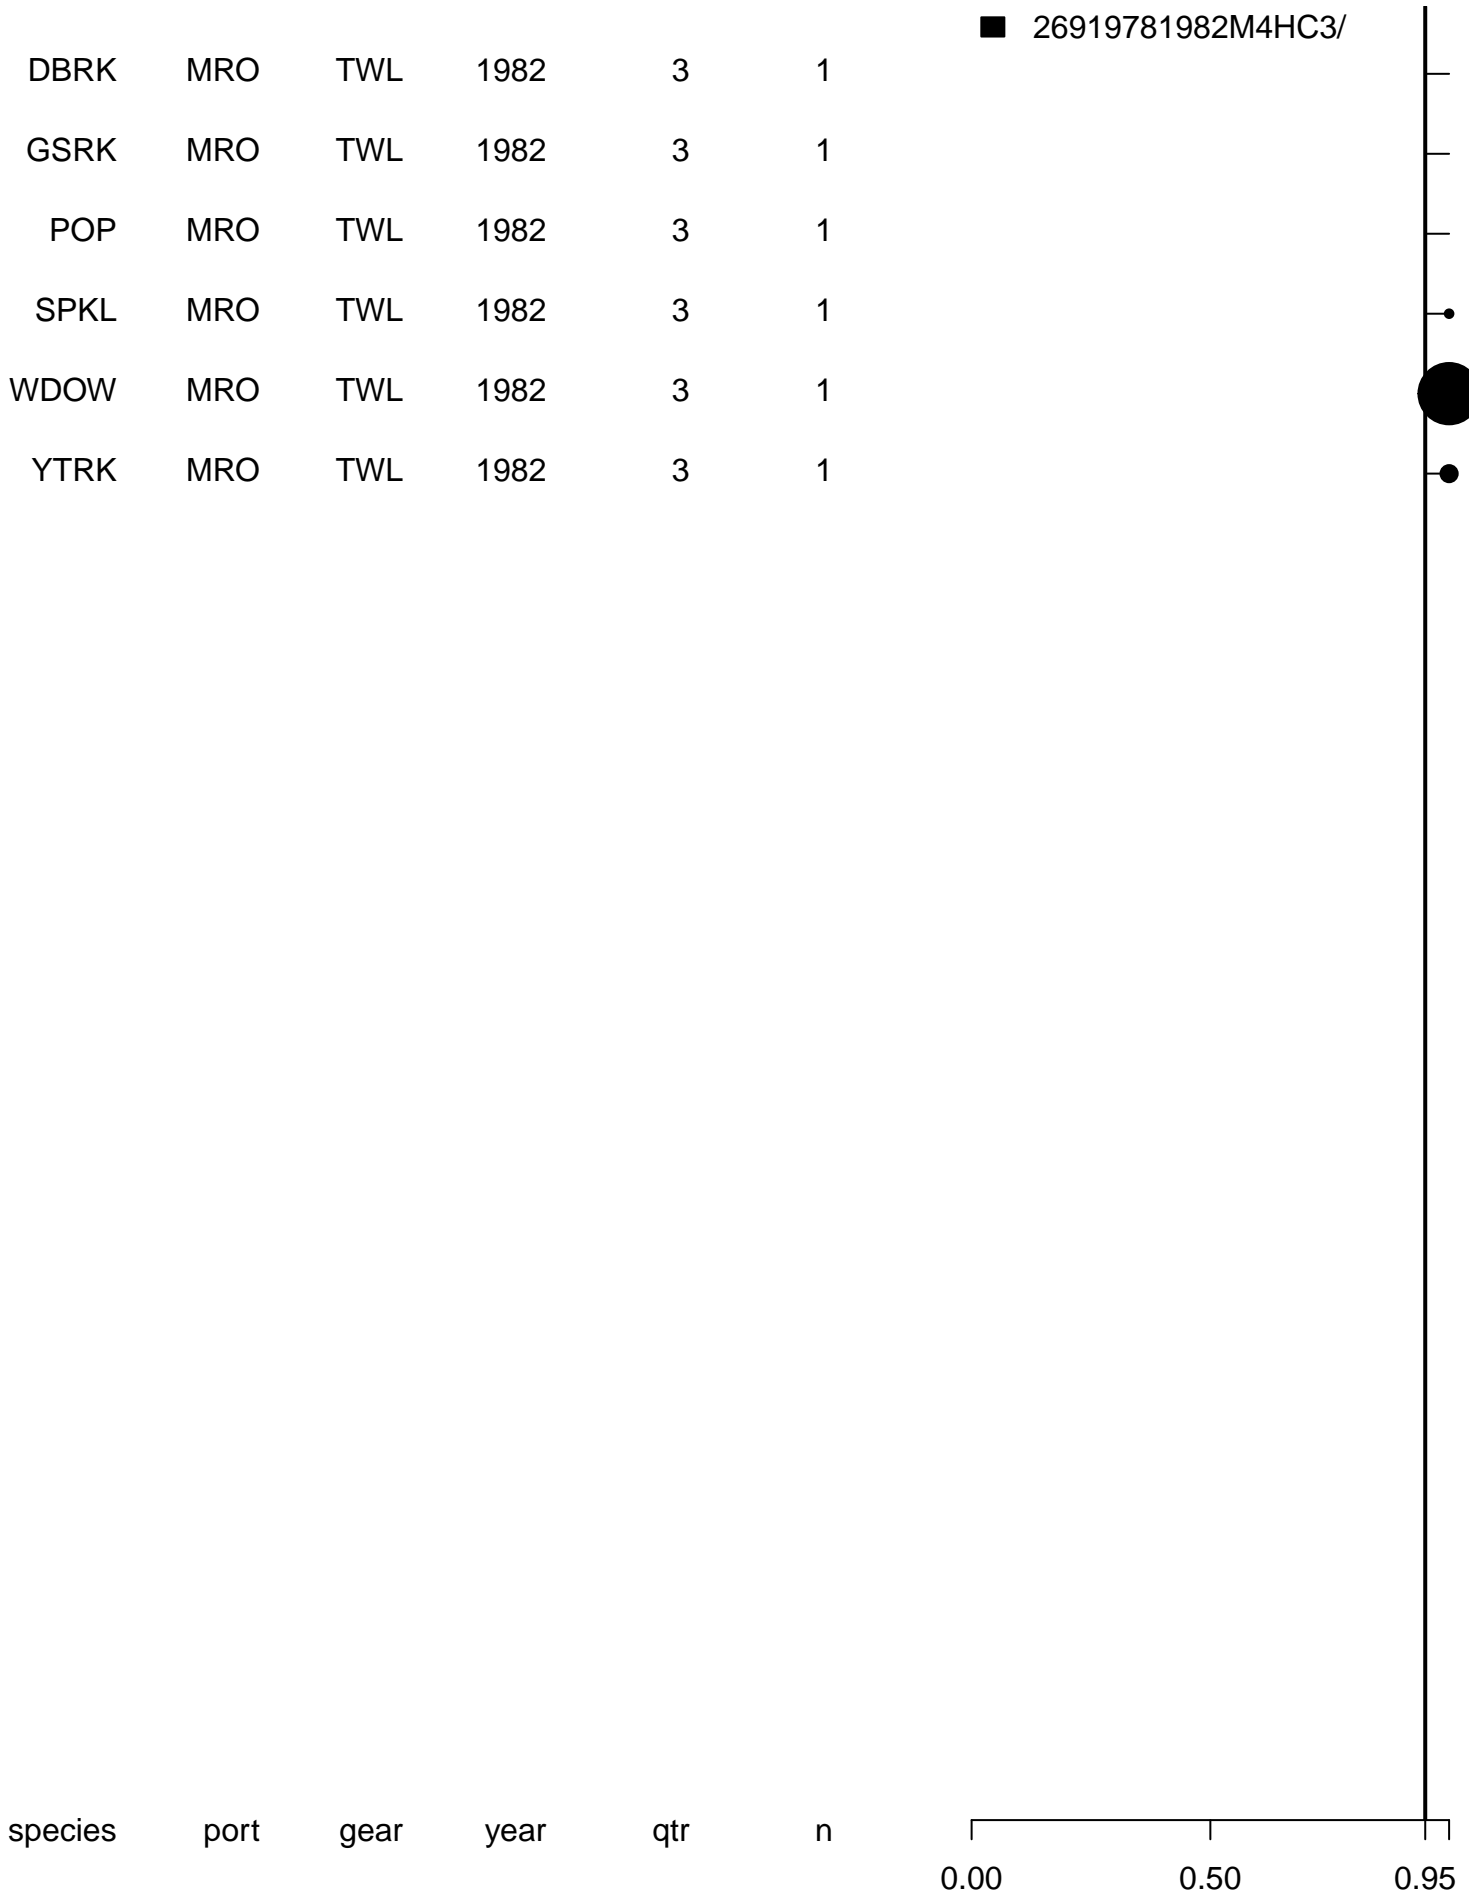 26919781982M4HC3/
DBRK MRO TWL 1982 3 1
GSRK MRO TWL 1982 3 1
POP MRO TWL 1982 3 1
SPKL MRO TWL 1982 3 1
WDOW MRO TWL 1982 3 1
YTRK MRO TWL 1982 3 1
species port gear year qtr n
0.00 0.50 0.95